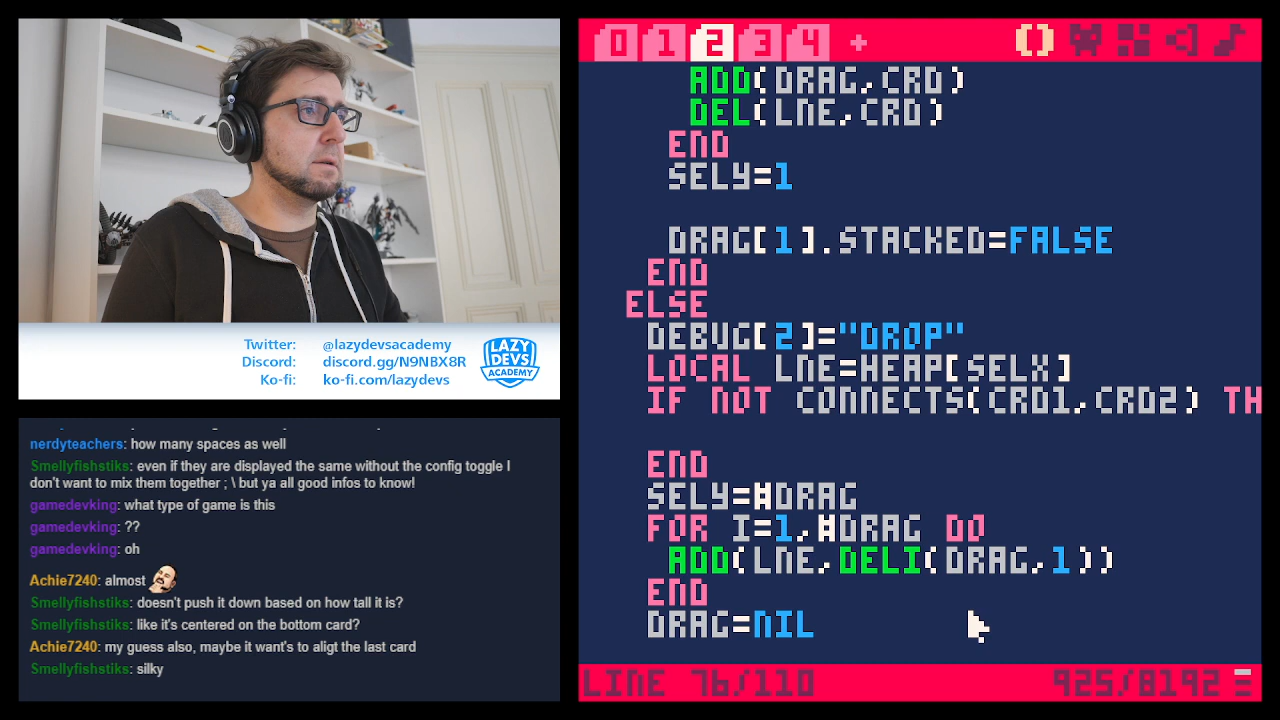 Twitter: @lazydevsacademy
Discord: discord.gg/N9NBX8R
Ko-fi: ko-fi.com/lazydevs
LAZY
DEVS
ACADEMY
nerdyteachers: how many spaces as well
Smellyfishstiks: even if they are displayed the same without the config toggle I
don't want to mix them together ; \ but ya all good infos to know!
gamedevking: what type of game is this
gamedevking: ??
gamedevking: oh
Achie7240: almost
Smellyfishstiks: doesn't push it down based on how tall it is?
Smellyfishstiks: like it's centered on the bottom card?
Achie7240: my guess also, maybe it want's to aligt the last card
Smellyfishstiks: silky
0 1 2 3 4 +
ADD(DRAG,CRD)
DEL(LNE,CRD)
END
SELY=1
DRAG[1].STACKED=FALSE
END
ELSE
DEBUG[2]="DROP"
LOCAL LNE=HEAP[SELX]
IF NOT CONNECTS(CRD1,CRD2) TH
END
SELY=#DRAG
FOR I=1,#DRAG DO
ADD(LNE,DELI(DRAG,1))
END
DRAG=NIL
LINE 76/110
925/8192